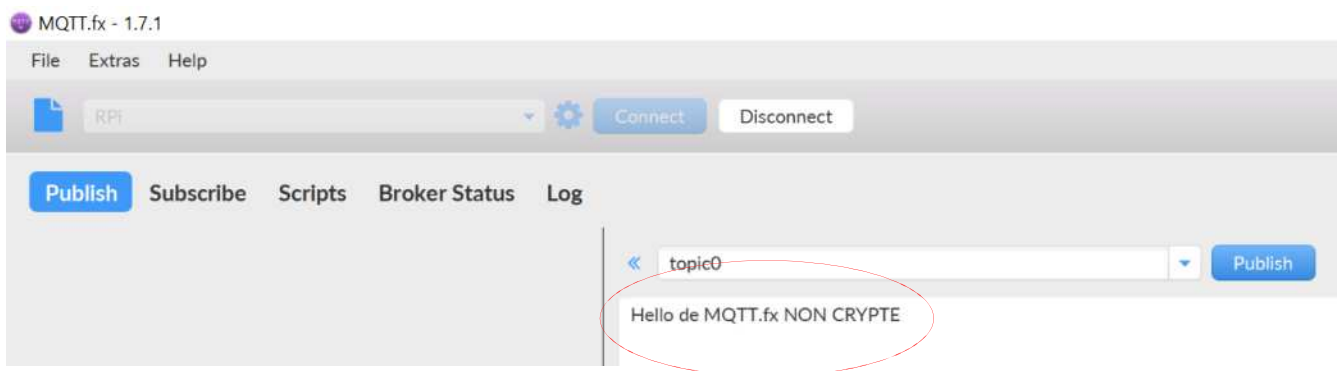 MQTT.fx - 1.7.1
File Extras Help
RPi Connect Disconnect
Publish Subscribe Scripts Broker Status Log
« topic0 Publish
Hello de MQTT.fx NON CRYPTE